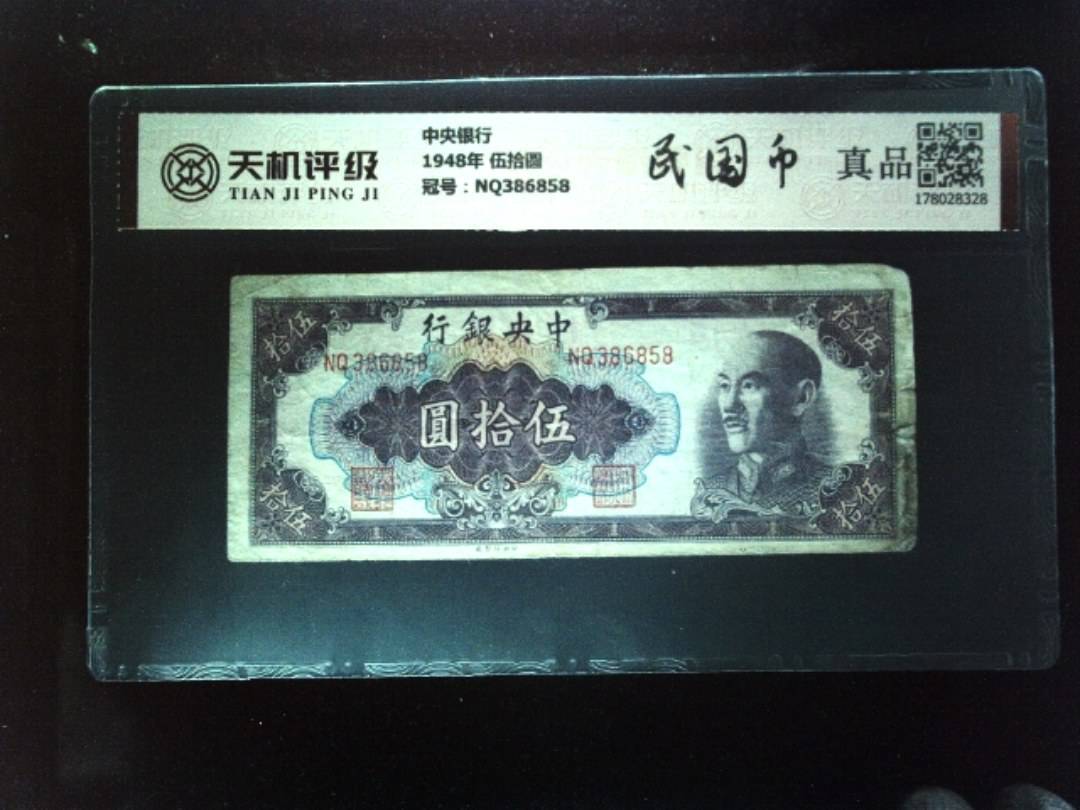 天机评级
TIAN JI PING JI
中央银行
1948年 伍拾圆
冠号：NQ386858
民国币
真品
178028328
行銀央中
NQ386858
NQ386858
圓拾伍
拾伍
拾伍
拾伍
拾伍